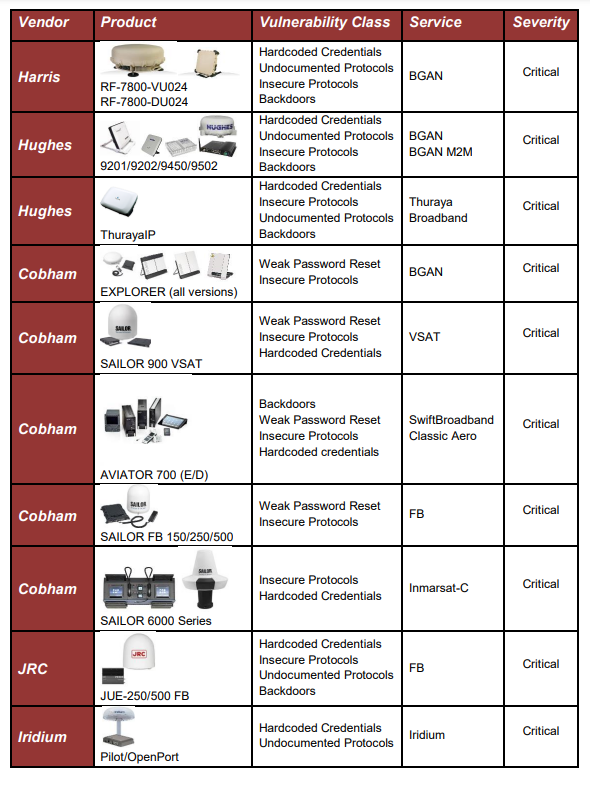 Vendor Product Vulnerability Class Service Severity
Harris
RF-7800-VU024
RF-7800-DU024
Hardcoded Credentials
Undocumented Protocols
Insecure Protocols
Backdoors
BGAN
Critical
Hughes
HUGHES
9201/9202/9450/9502
Hardcoded Credentials
Undocumented Protocols
Insecure Protocols
Backdoors
BGAN
BGAN M2M
Critical
Hughes
ThurayaIP
Hardcoded Credentials
Insecure Protocols
Undocumented Protocols
Backdoors
Thuraya
Broadband
Critical
Cobham
EXPLORER (all versions)
Weak Password Reset
Insecure Protocols
BGAN
Critical
Cobham
SAILOR
SAILOR 900 VSAT
Weak Password Reset
Insecure Protocols
Hardcoded Credentials
VSAT
Critical
Cobham
AVIATOR 700 (E/D)
Backdoors
Weak Password Reset
Insecure Protocols
Hardcoded credentials
SwiftBroadband
Classic Aero
Critical
Cobham
SAILOR
SAILOR FB 150/250/500
Weak Password Reset
Insecure Protocols
FB
Critical
Cobham
SAILOR
SAILOR 6000 Series
Insecure Protocols
Hardcoded Credentials
Inmarsat-C
Critical
JRC
JRC
JUE-250/500 FB
Hardcoded Credentials
Insecure Protocols
Undocumented Protocols
Backdoors
FB
Critical
Iridium
Pilot/OpenPort
Hardcoded Credentials
Undocumented Protocols
Iridium
Critical